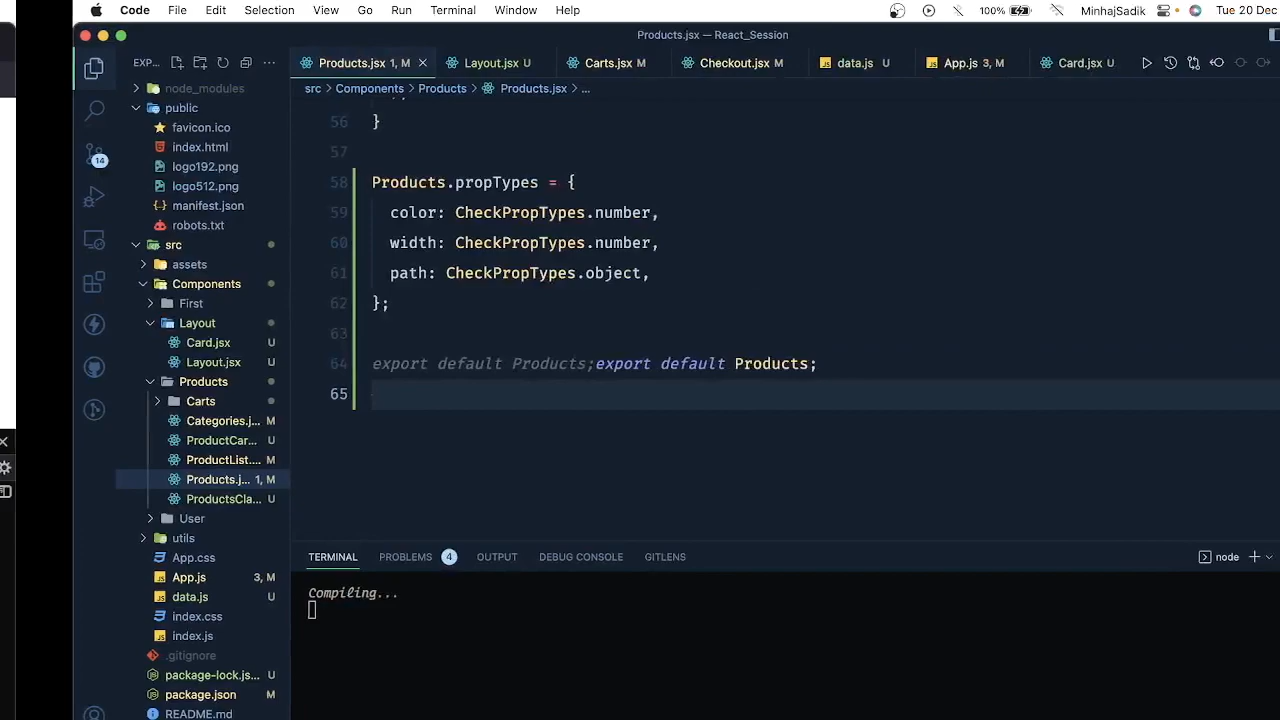 Code File Edit Selection View Go Run Terminal Window Help 100% MinhajSadik Tue 20 Dec
Products.jsx — React_Session
EXP... Products.jsx 1, M Layout.jsx U Carts.jsx M Checkout.jsx M data.js U App.js 3, M Card.jsx U
src > Components > Products > Products.jsx > ...
node_modules
public
favicon.ico
index.html
logo192.png
logo512.png
manifest.json
robots.txt
src
assets
Components
First
Layout
Card.jsx U
Layout.jsx U
Products
Carts
Categories.j... M
ProductCar... U
ProductList.... M
Products.j... 1, M
ProductsCla... U
User
utils
App.css
App.js 3, M
data.js U
index.css
index.js
.gitignore
package-lock.js... U
package.json M
README.md
14
56 }
57
58 Products.propTypes = {
59 color: CheckPropTypes.number,
60 width: CheckPropTypes.number,
61 path: CheckPropTypes.object,
62 };
63
64 export default Products;export default Products;
65
TERMINAL PROBLEMS 4 OUTPUT DEBUG CONSOLE GITLENS node
Compiling...